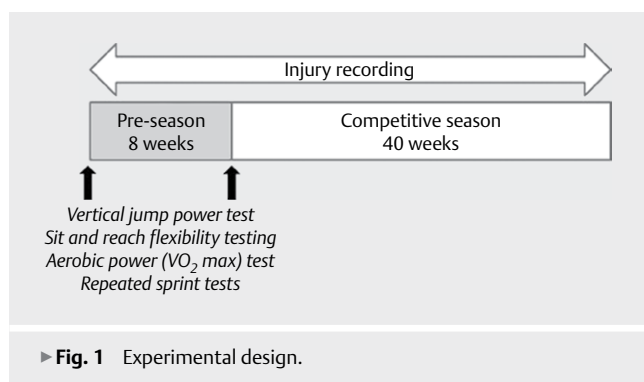 Injury recording
Pre-season
8 weeks
Competitive season
40 weeks
Vertical jump power test
Sit and reach flexibility testing
Aerobic power (VO2 max) test
Repeated sprint tests
▶ Fig. 1 Experimental design.